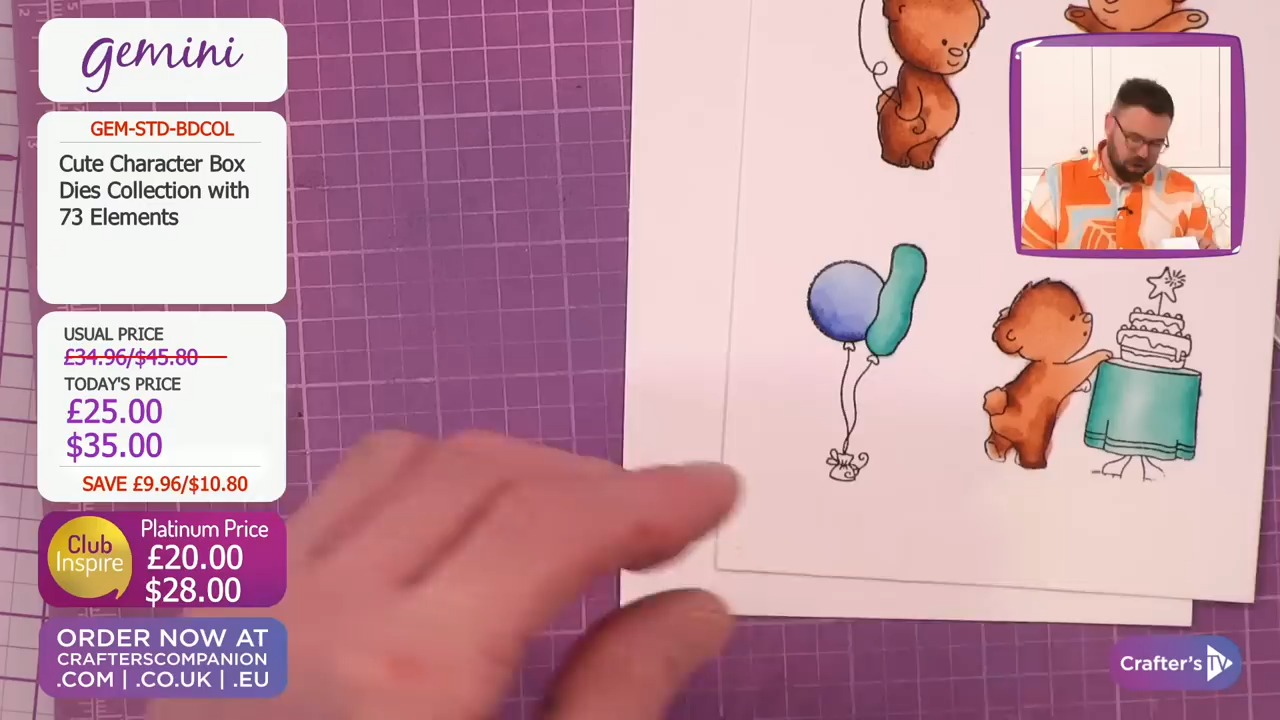 gemini
GEM-STD-BDCOL
Cute Character Box
Dies Collection with
73 Elements
USUAL PRICE
£34.96/$45.80
TODAY'S PRICE
£25.00
$35.00
SAVE £9.96/$10.80
Club
Inspire
Platinum Price
£20.00
$28.00
ORDER NOW AT
CRAFTERSCOMPANION
.COM | .CO.UK | .EU
Crafter's TV